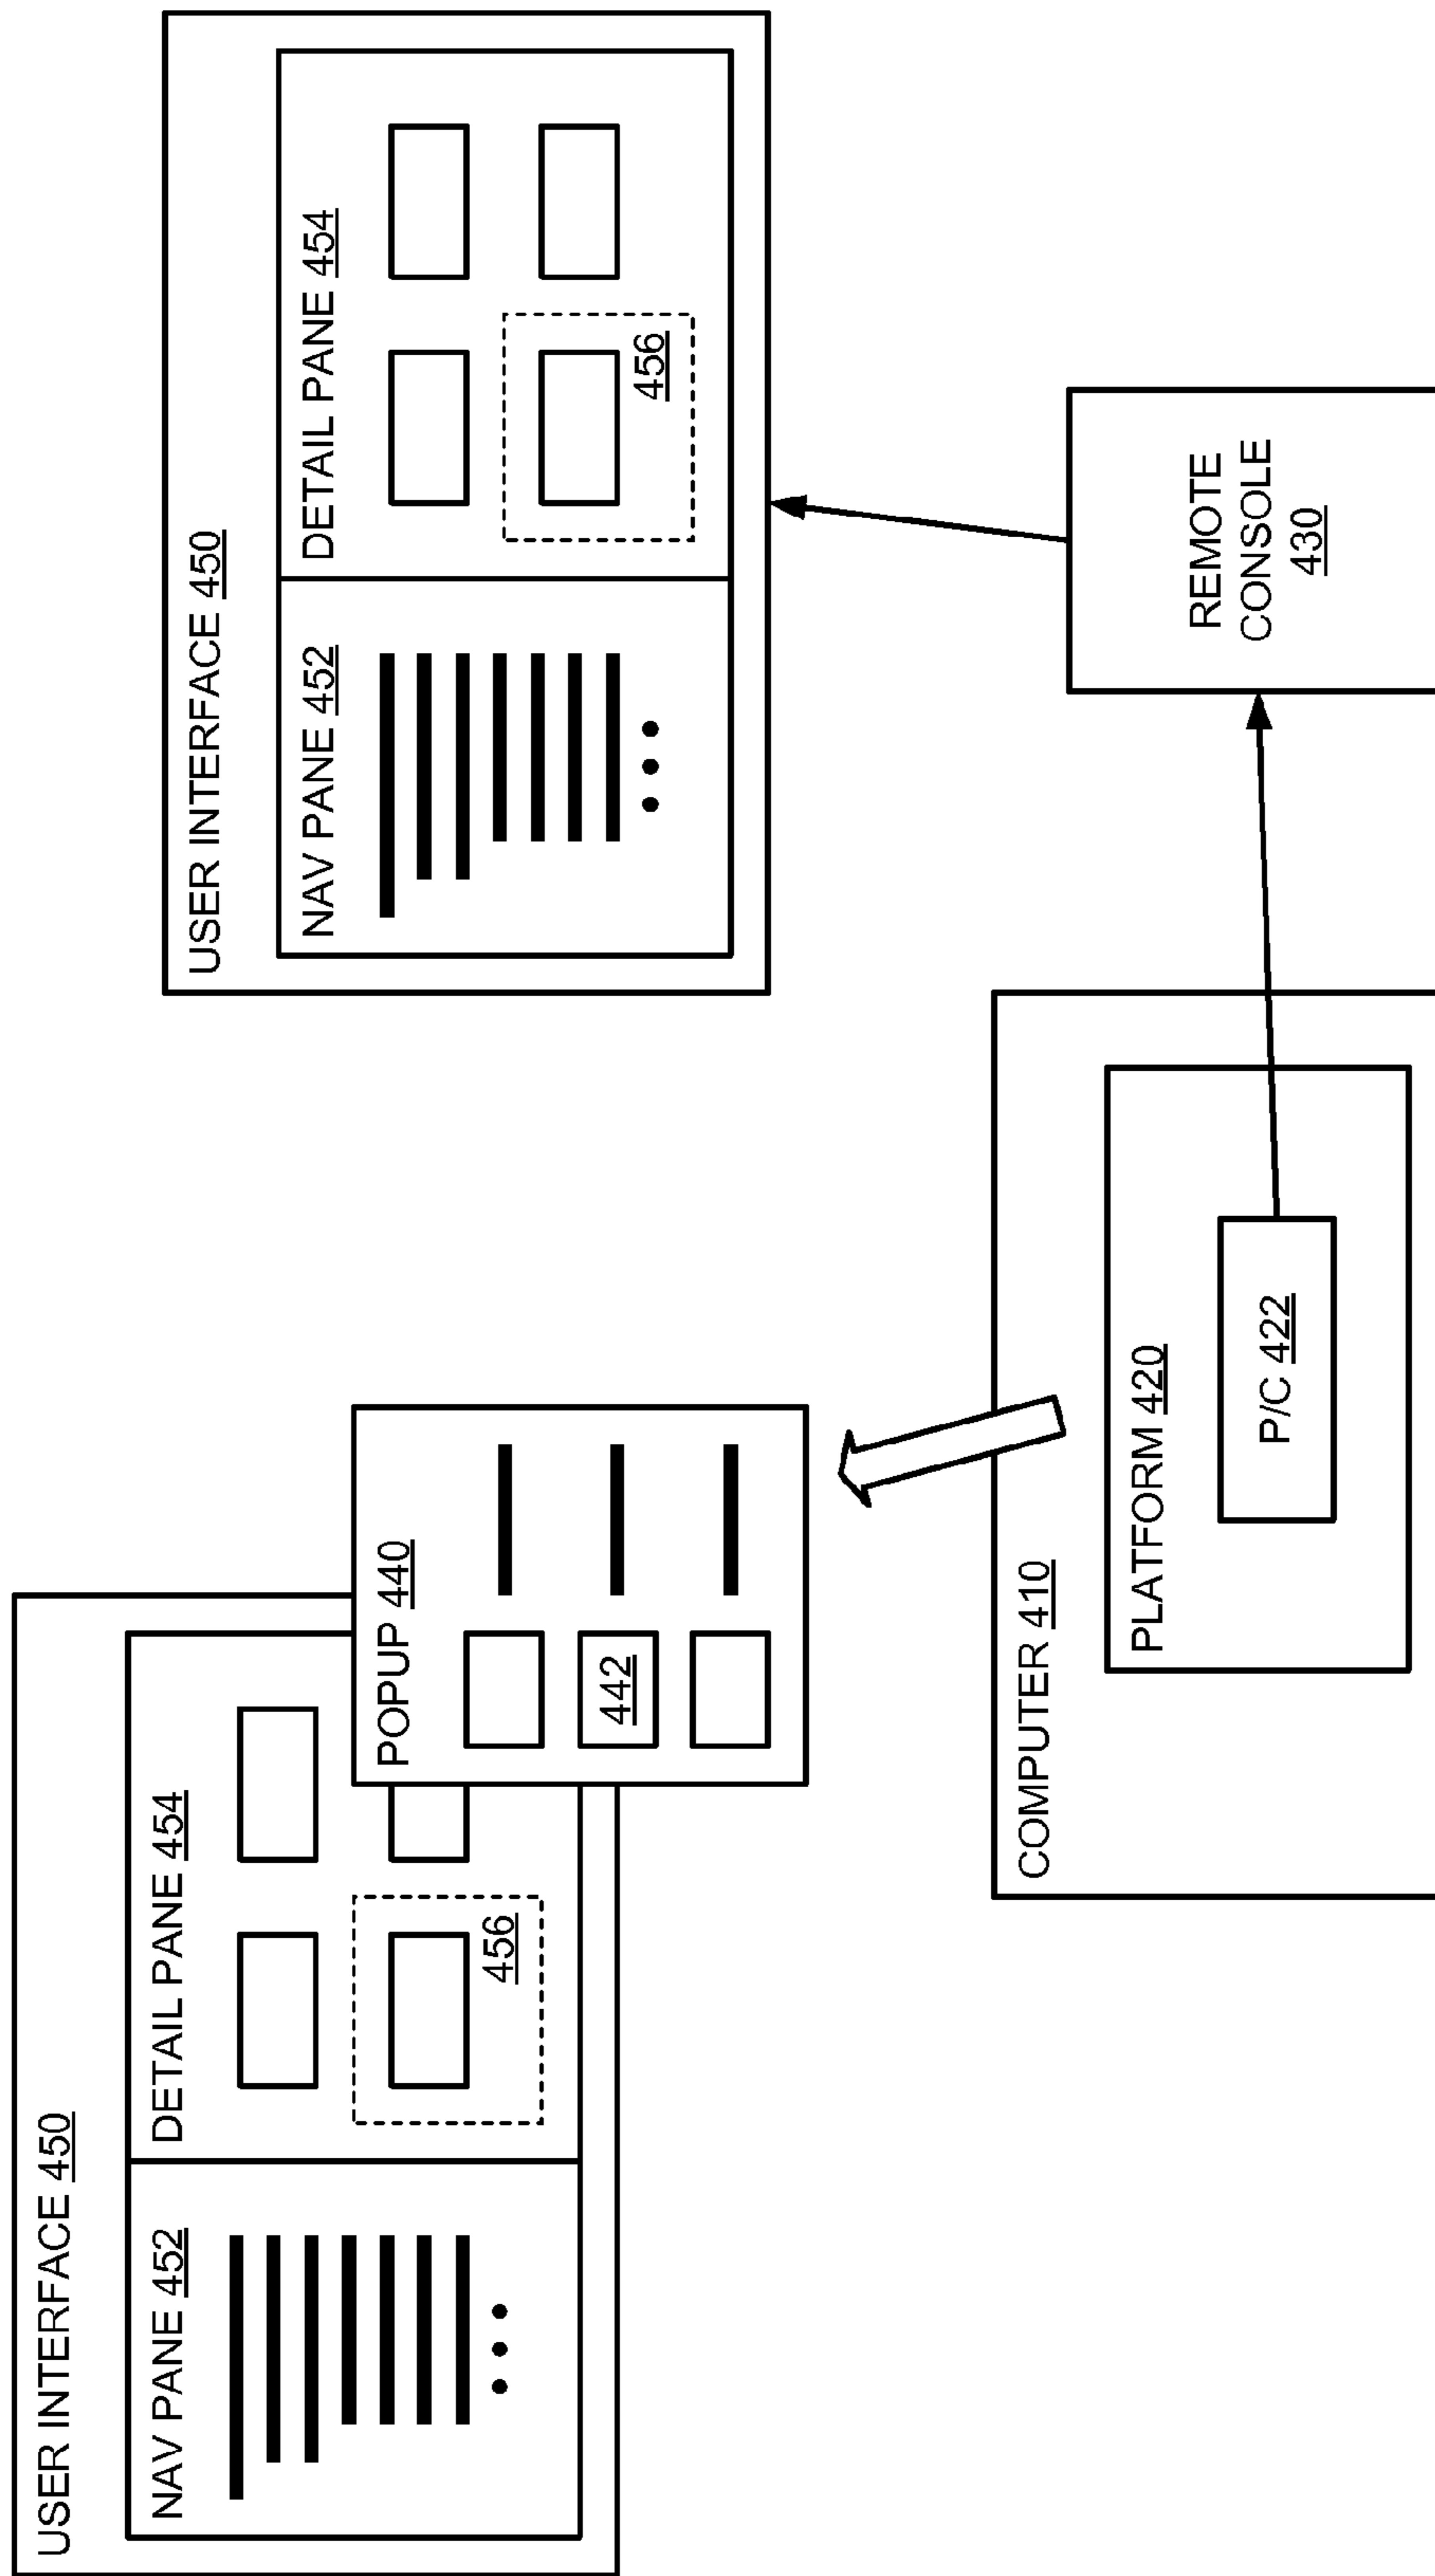 USER INTERFACE 450
NAV PANE 452
DETAIL PANE 454
456
POPUP 440
442
USER INTERFACE 450
NAV PANE 452
DETAIL PANE 454
456
COMPUTER 410
PLATFORM 420
P/C 422
REMOTE
CONSOLE
430